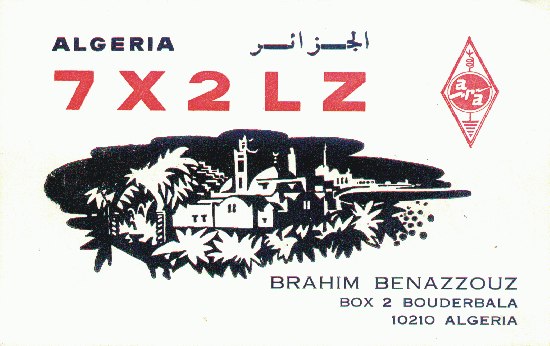 ALGERIA الجزائر
7X2LZ
ara
BRAHIM BENAZZOUZ
BOX 2 BOUDERBALA
10210 ALGERIA